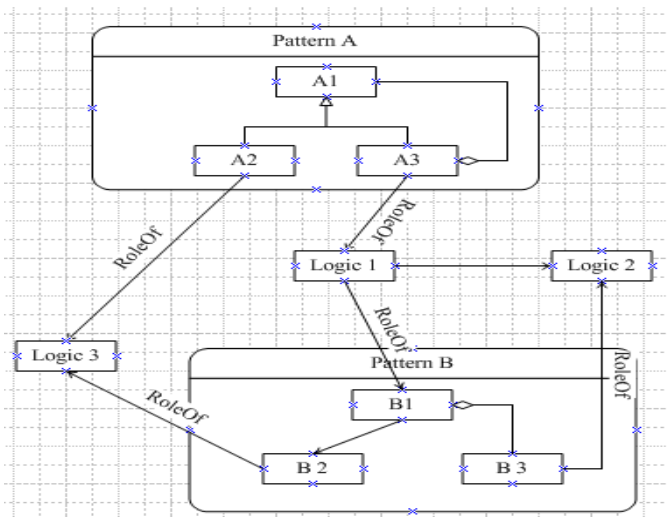 Pattern A
A1
A2
A3
RoleOf
RoleOf
Logic 1
Logic 2
Logic 3
RoleOf
RoleOf
Pattern B
B1
RoleOf
B 2
B 3